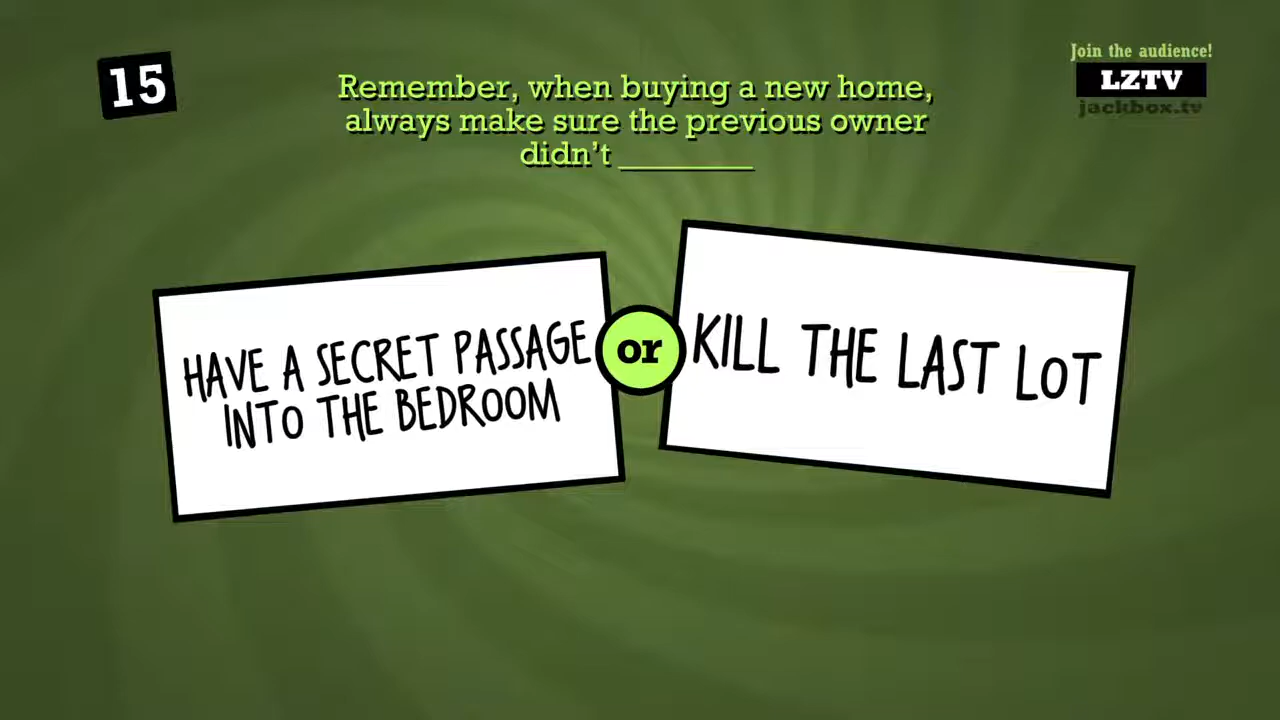 15
Remember, when buying a new home,
always make sure the previous owner
didn't ________
Join the audience!
LZTV
jackbox.tv
HAVE A SECRET PASSAGE
INTO THE BEDROOM
or
KILL THE LAST LOT